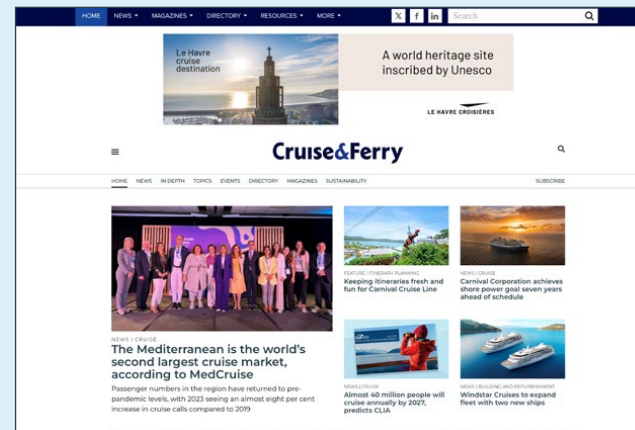 HOME NEWS MAGAZINES DIRECTORY RESOURCES MORE X f in Search
Le Havre
cruise
destination
A world heritage site
inscribed by Unesco
LE HAVRE CROISIÈRES
Cruise&Ferry
HOME NEWS IN DEPTH TOPICS EVENTS DIRECTORY MAGAZINES SUSTAINABILITY SUBSCRIBE
NEWS | CRUISE
The Mediterranean is the world's
second largest cruise market,
according to MedCruise
Passenger numbers in the region have returned to pre-
pandemic levels, with 2023 seeing an almost eight per cent
increase in cruise calls compared to 2019
FEATURE | ITINERARY PLANNING
Keeping itineraries fresh and
fun for Carnival Cruise Line
NEWS | CRUISE
Carnival Corporation achieves
shore power goal seven years
ahead of schedule
NEWS | CRUISE
Almost 40 million people will
cruise annually by 2027,
predicts CLIA
NEWS | BUILDING AND REFURBISHMENT
Windstar Cruises to expand
fleet with two new ships